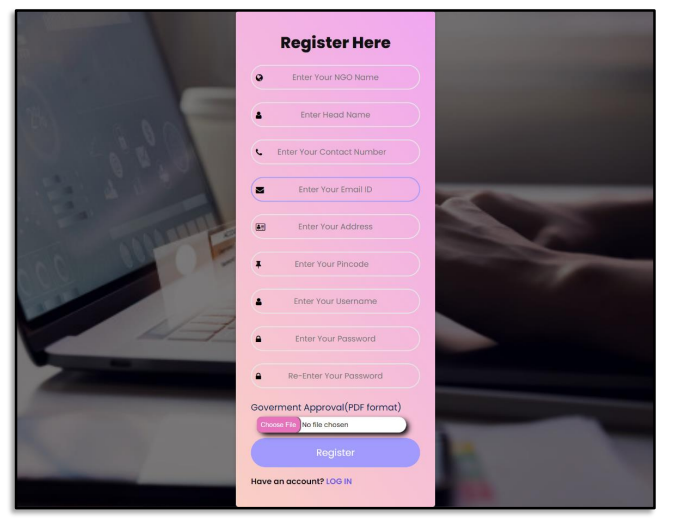 Register Here
Enter Your NGO Name
Enter Head Name
Enter Your Contact Number
Enter Your Email ID
Enter Your Address
Enter Your Pincode
Enter Your Username
Enter Your Password
Re-Enter Your Password
Goverment Approval(PDF format)
Choose File No file chosen
Register
Have an account? LOG IN